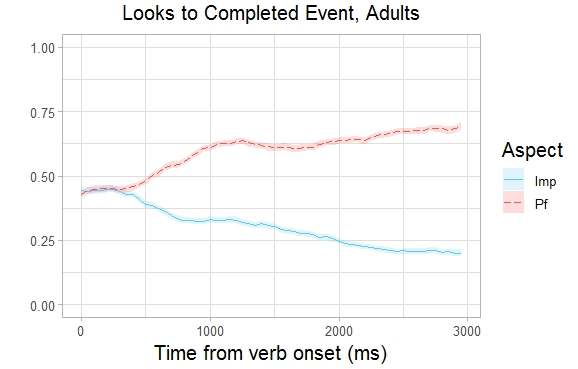 Looks to Completed Event, Adults
1.00
0.75
0.50
0.25
0.00
0
1000
2000
3000
Time from verb onset (ms)
Aspect
Imp
Pf